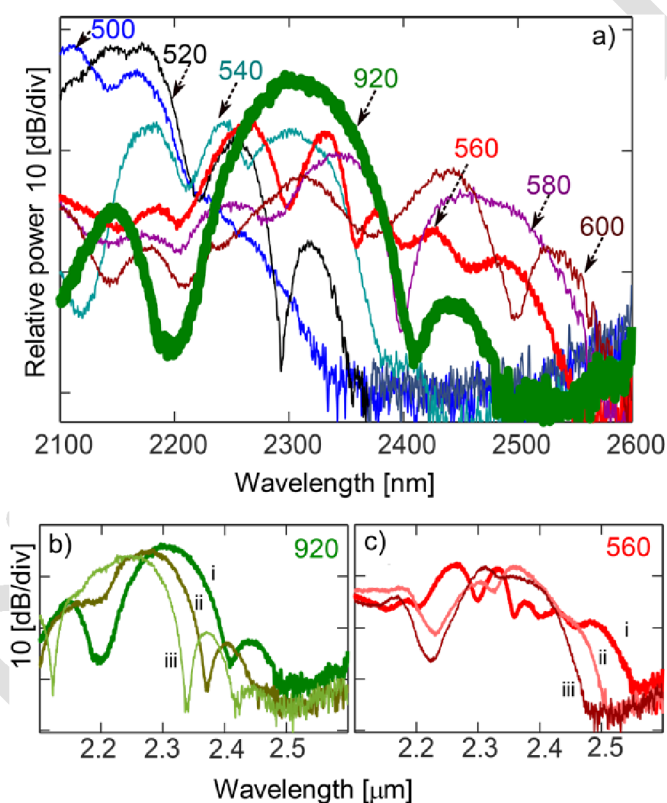 500
520
540
920
a)
560
580
600
Relative power 10 [dB/div]
2100 2200 2300 2400 2500 2600
Wavelength [nm]
b) 920
i
ii
iii
10 [dB/div]
2.2 2.3 2.4 2.5
c) 560
i
ii
iii
2.2 2.3 2.4 2.5
Wavelength [μm]